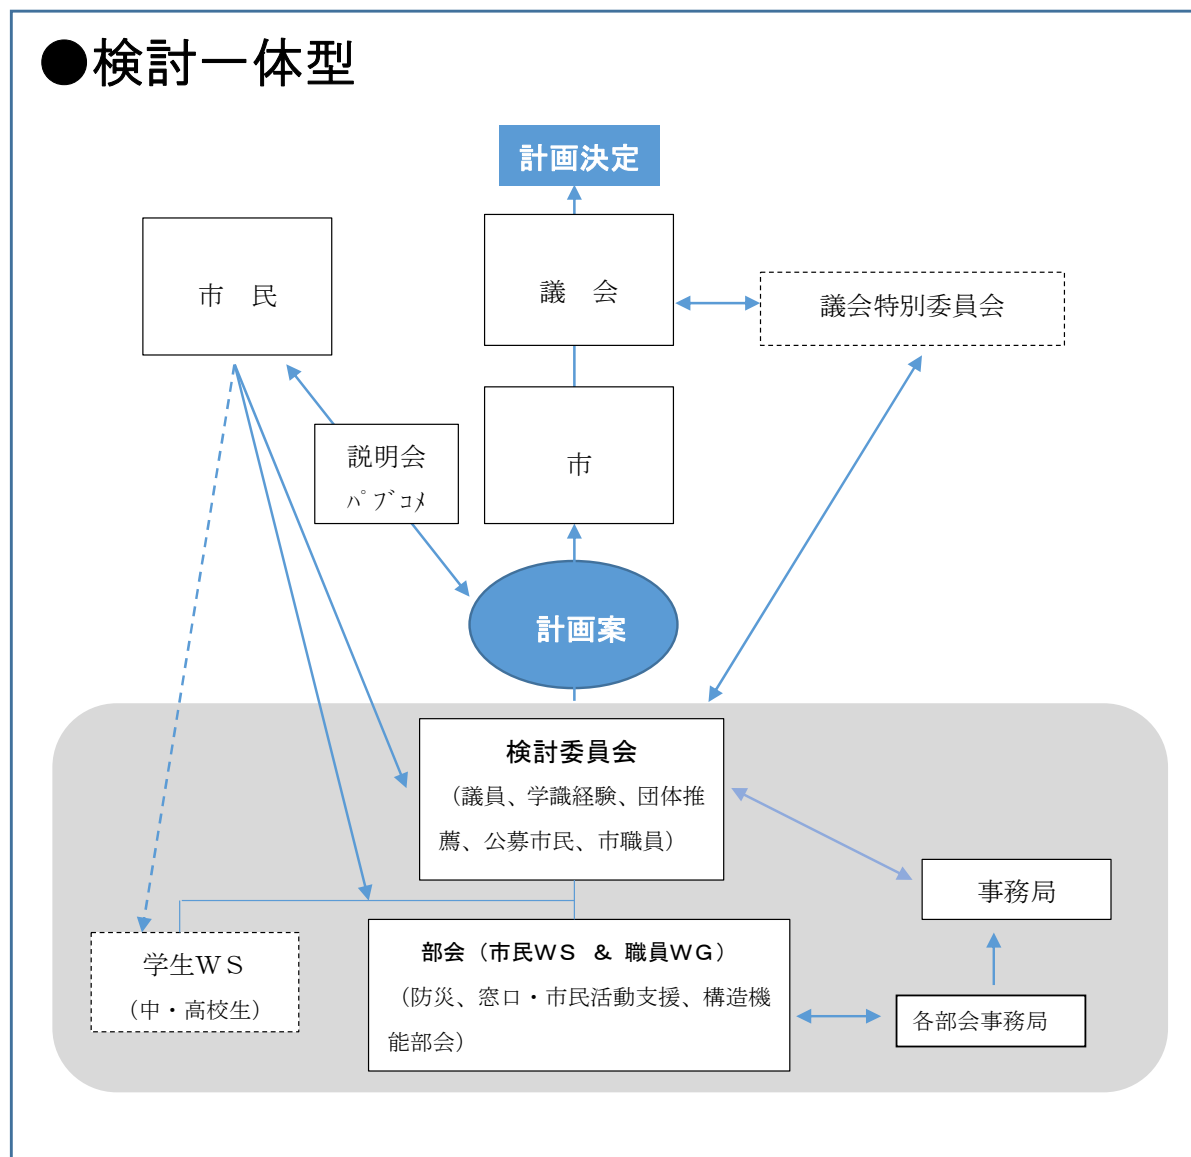 ●検討一体型
計画決定
市　民
議　会
議会特別委員会
説明会
ﾊﾟﾌﾞｺﾒ
市
計画案
検討委員会
（議員、学識経験、団体推
薦、公募市民、市職員）
事務局
学生ＷＳ
（中・高校生）
部会（市民ＷＳ　＆　職員ＷＧ）
（防災、窓口・市民活動支援、構造機
能部会）
各部会事務局